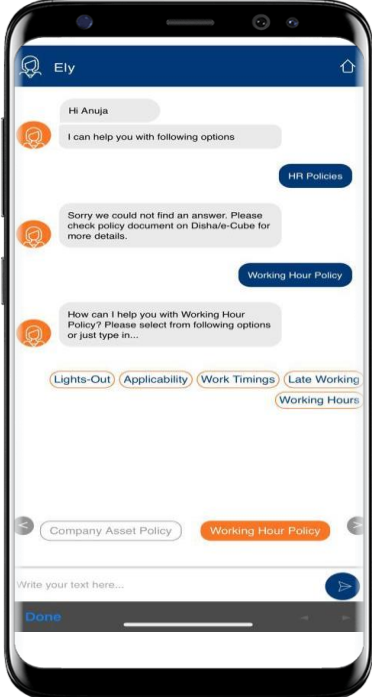 Ely
Hi Anuja
I can help you with following options
HR Policies
Sorry we could not find an answer. Please
check policy document on Disha/e-Cube for
more details.
Working Hour Policy
How can I help you with Working Hour
Policy? Please select from following options
or just type in...
Lights-Out Applicability Work Timings Late Working
Working Hours
Company Asset Policy Working Hour Policy
Write your text here...
Done